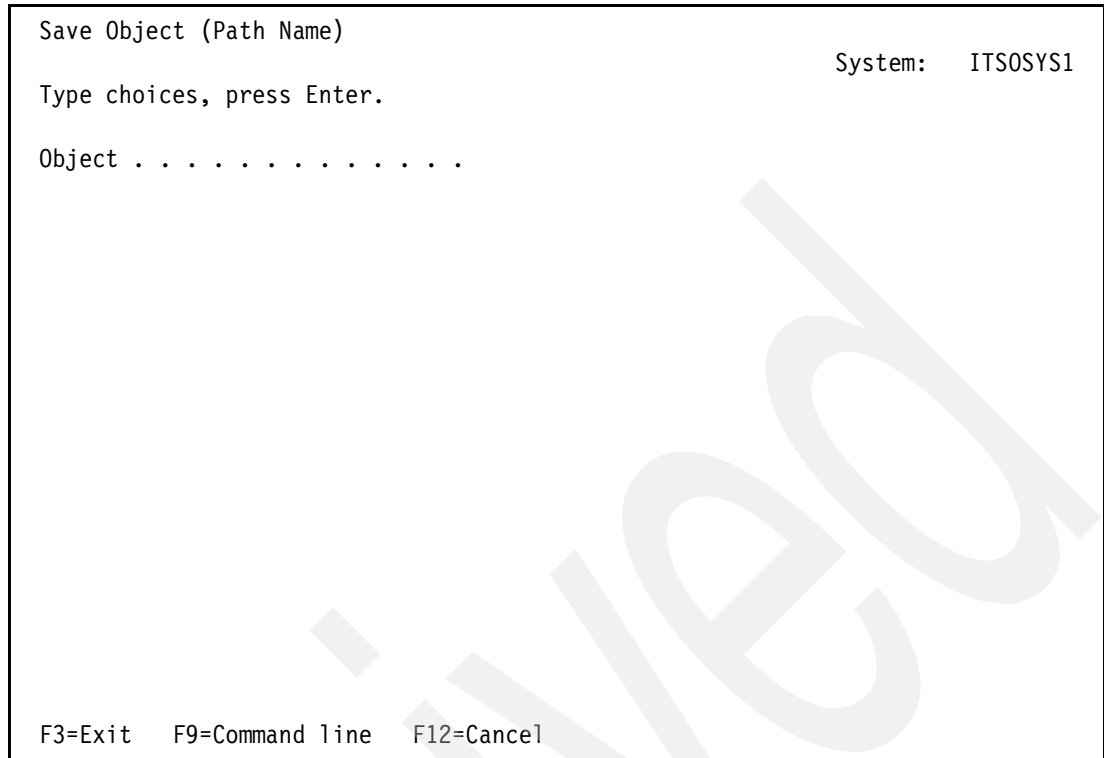 Save Object (Path Name)
System: ITSOSYS1
Type choices, press Enter.
Object . . . . . . . . . . . . .
F3=Exit F9=Command line F12=Cancel